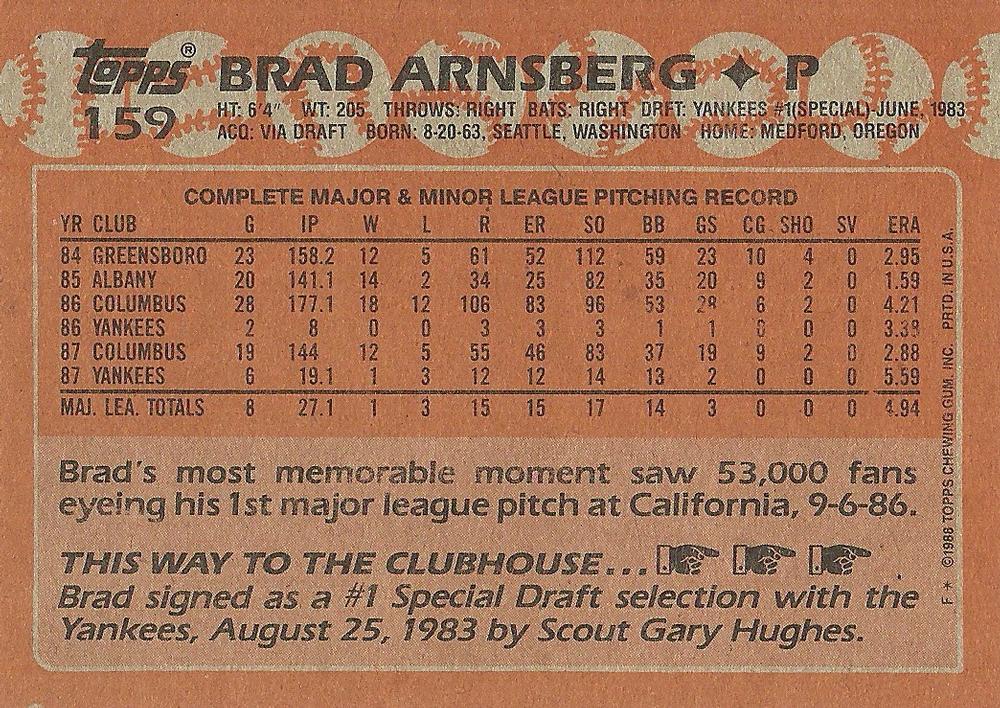 Topps® BRAD ARNSBERG ✦ P
159 HT: 6'4" WT: 205 THROWS: RIGHT BATS: RIGHT DRFT: YANKEES #1(SPECIAL)-JUNE, 1983
ACQ: VIA DRAFT BORN: 8-20-63, SEATTLE, WASHINGTON HOME: MEDFORD, OREGON
COMPLETE MAJOR & MINOR LEAGUE PITCHING RECORD
YR CLUB G IP W L R ER SO BB GS CG SHO SV ERA
84 GREENSBORO 23 158.2 12 5 61 52 112 59 23 10 4 0 2.95
85 ALBANY 20 141.1 14 2 34 25 82 35 20 9 2 0 1.59
86 COLUMBUS 28 177.1 18 12 106 83 96 53 28 6 2 0 4.21
86 YANKEES 2 8 0 0 3 3 3 1 1 0 0 0 3.38
87 COLUMBUS 19 144 12 5 55 46 83 37 19 9 2 0 2.88
87 YANKEES 6 19.1 1 3 12 12 14 13 2 0 0 0 5.59
MAJ. LEA. TOTALS 8 27.1 1 3 15 15 17 14 3 0 0 0 4.94
Brad's most memorable moment saw 53,000 fans
eyeing his 1st major league pitch at California, 9-6-86.
THIS WAY TO THE CLUBHOUSE...
Brad signed as a #1 Special Draft selection with the
Yankees, August 25, 1983 by Scout Gary Hughes.
F * ©1988 TOPPS CHEWING GUM, INC. PRTD. IN U.S.A.